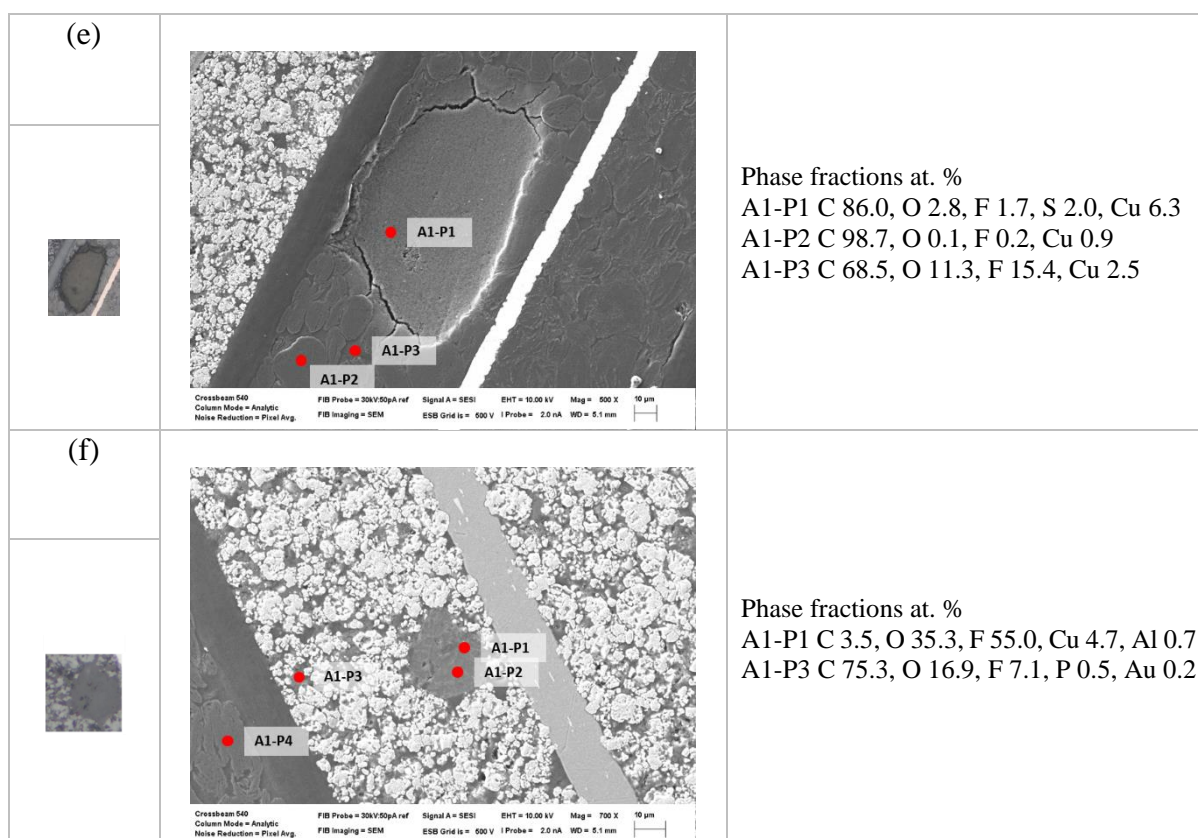 (e)
A1-P1
A1-P3
A1-P2
Crossbeam 540
Column Mode = Analytic
Noise Reduction = Pixel Avg.
FIB Probe = 30kV:50pA ref
FIB Imaging = SEM
Signal A = SESI
ESB Grid is = 500 V
EHT = 10.00 kV
I Probe = 2.0 nA
Mag = 500 X
WD = 5.1 mm
10 µm
Phase fractions at. %
A1-P1 C 86.0, O 2.8, F 1.7, S 2.0, Cu 6.3
A1-P2 C 98.7, O 0.1, F 0.2, Cu 0.9
A1-P3 C 68.5, O 11.3, F 15.4, Cu 2.5
(f)
A1-P1
A1-P2
A1-P3
A1-P4
Crossbeam 540
Column Mode = Analytic
Noise Reduction = Pixel Avg.
FIB Probe = 30kV:50pA ref
FIB Imaging = SEM
Signal A = SESI
ESB Grid is = 500 V
EHT = 10.00 kV
I Probe = 2.0 nA
Mag = 700 X
WD = 5.1 mm
10 µm
Phase fractions at. %
A1-P1 C 3.5, O 35.3, F 55.0, Cu 4.7, Al 0.7
A1-P3 C 75.3, O 16.9, F 7.1, P 0.5, Au 0.2